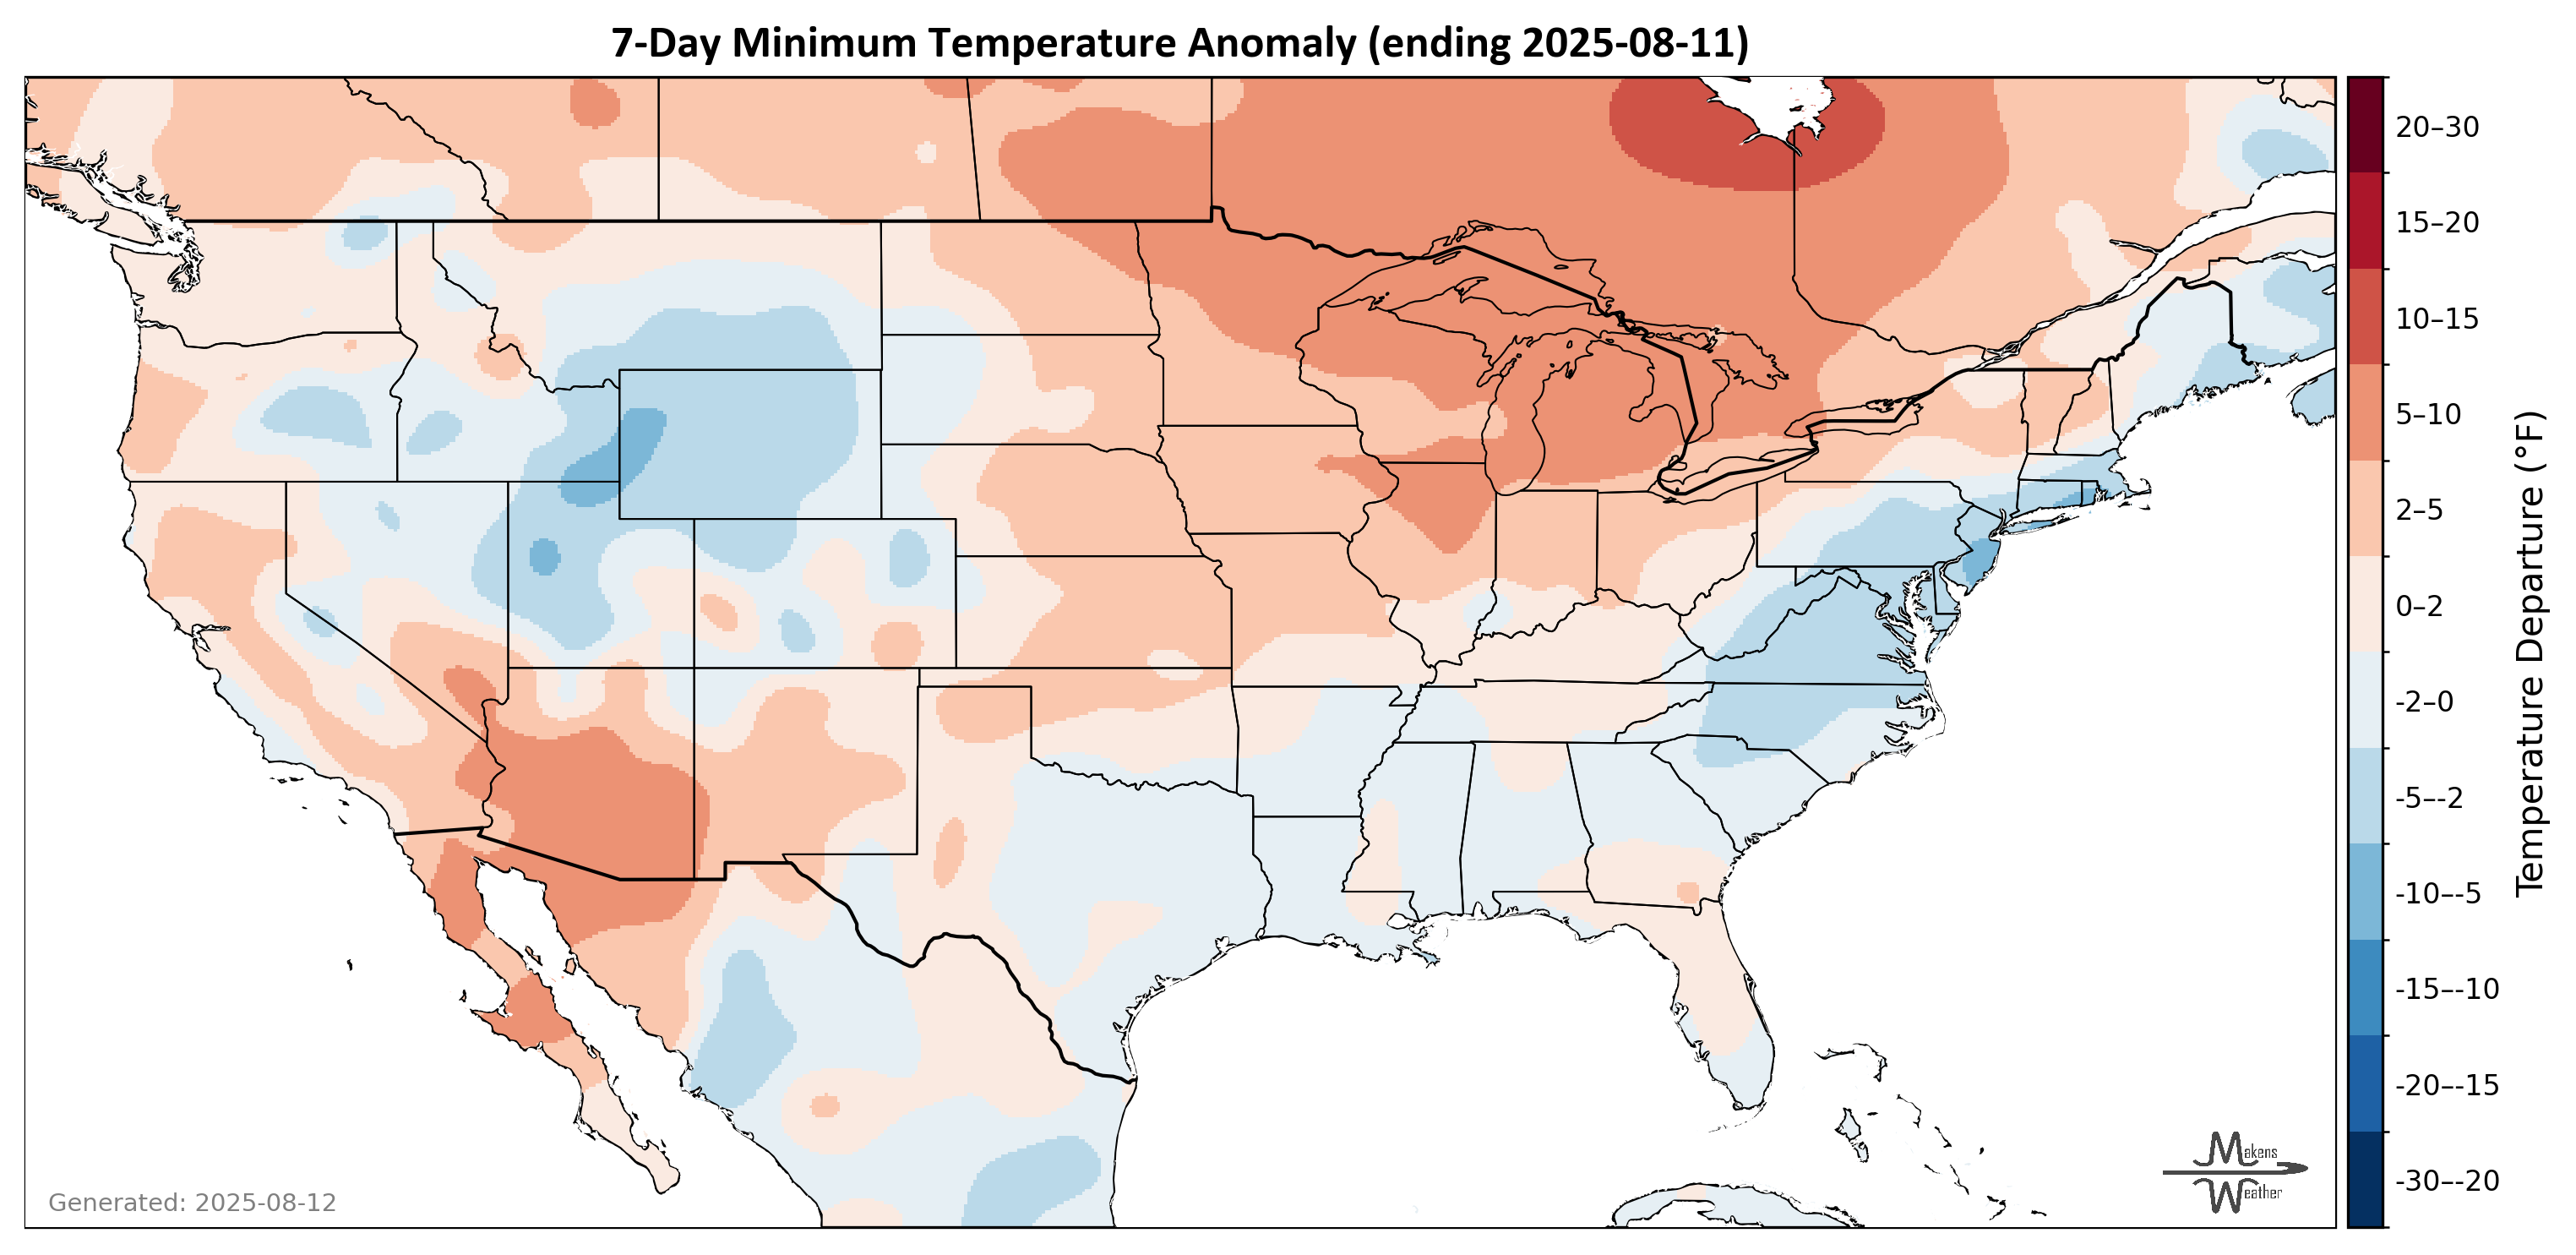 7-Day Minimum Temperature Anomaly (ending 2025-08-11)
20–30
15–20
10–15
5–10
2–5
0–2
-2–0
-5–-2
-10–-5
-15–-10
-20–-15
-30–-20
Temperature Departure (°F)
Makens
Weather
Generated: 2025-08-12